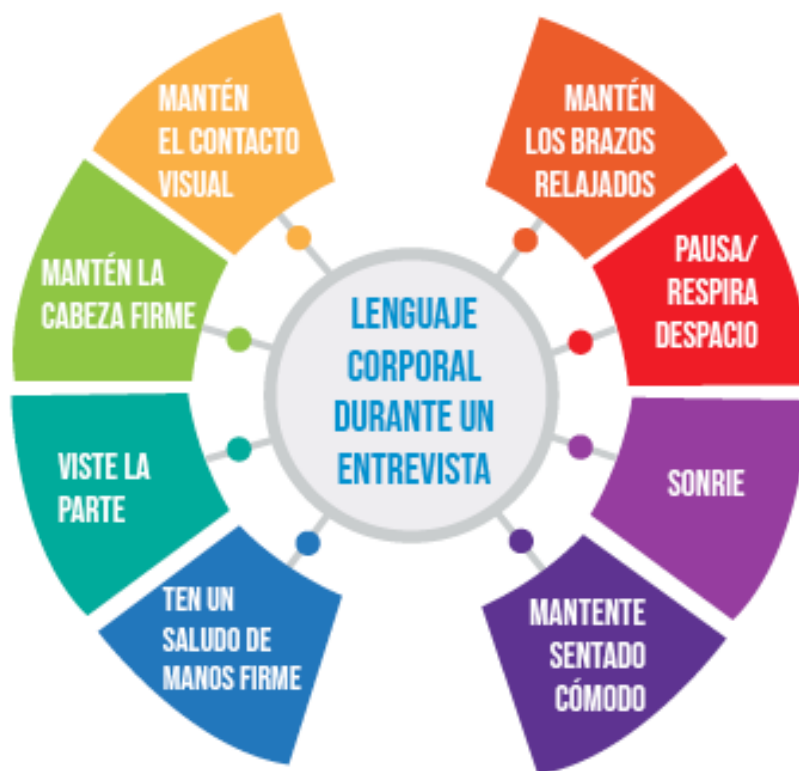 MANTÉN
EL CONTACTO
VISUAL
MANTÉN LA
CABEZA FIRME
VISTE LA
PARTE
TEN UN
SALUDO DE
MANOS FIRME
LENGUAJE
CORPORAL
DURANTE UN
ENTREVISTA
MANTÉN
LOS BRAZOS
RELAJADOS
PAUSA/
RESPIRA
DESPACIO
SONRIE
MANTENTE
SENTADO
CÓMODO